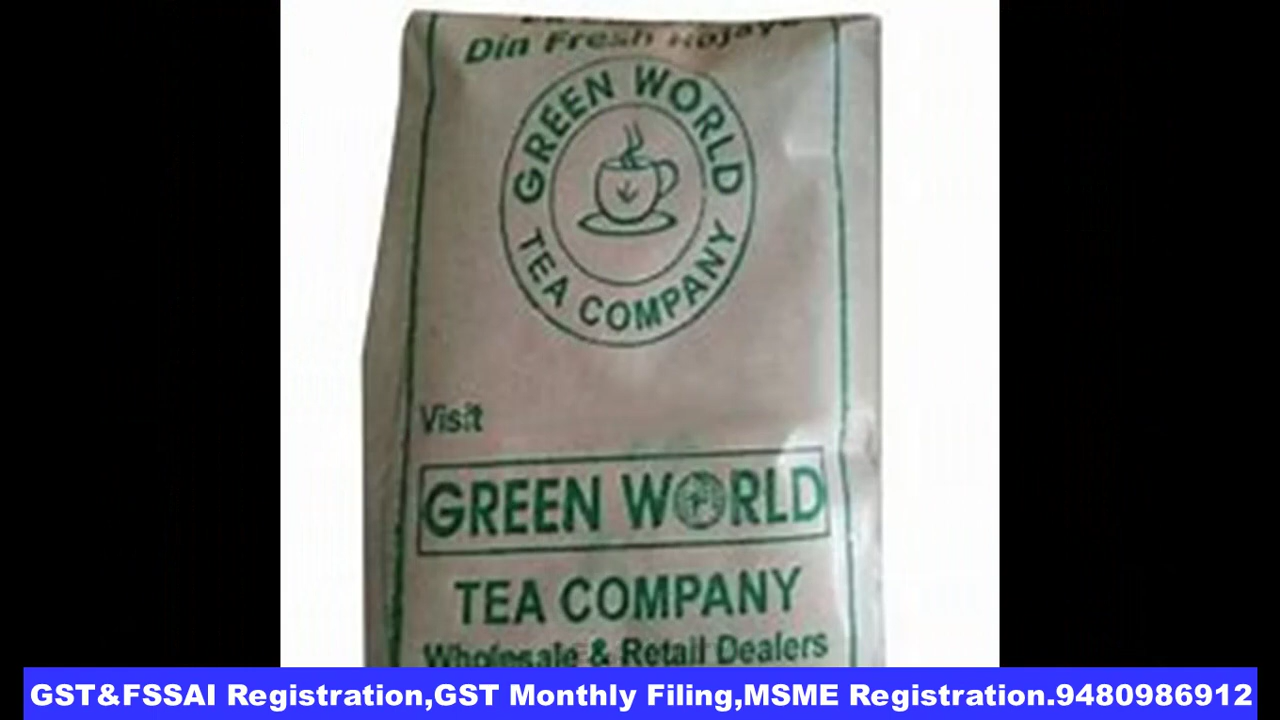 Din Fresh Hojaye
GREEN WORLD
TEA COMPANY
Visit
GREEN WORLD
TEA COMPANY
Wholesale & Retail Dealers
GST&FSSAI Registration,GST Monthly Filing,MSME Registration.9480986912